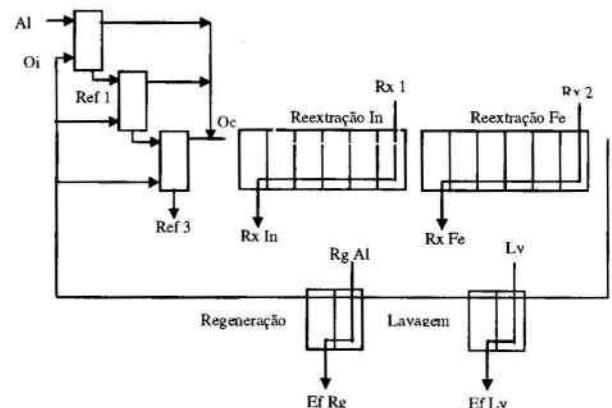 Al
Oi
Ref 1
Oc
Ref 3
Rx 1
Reextração In
Rx In
Rx 2
Reextração Fe
Rx Fe
Rg Al
Regeneração
Ef Rg
Lv
Lavagem
Ef Lv